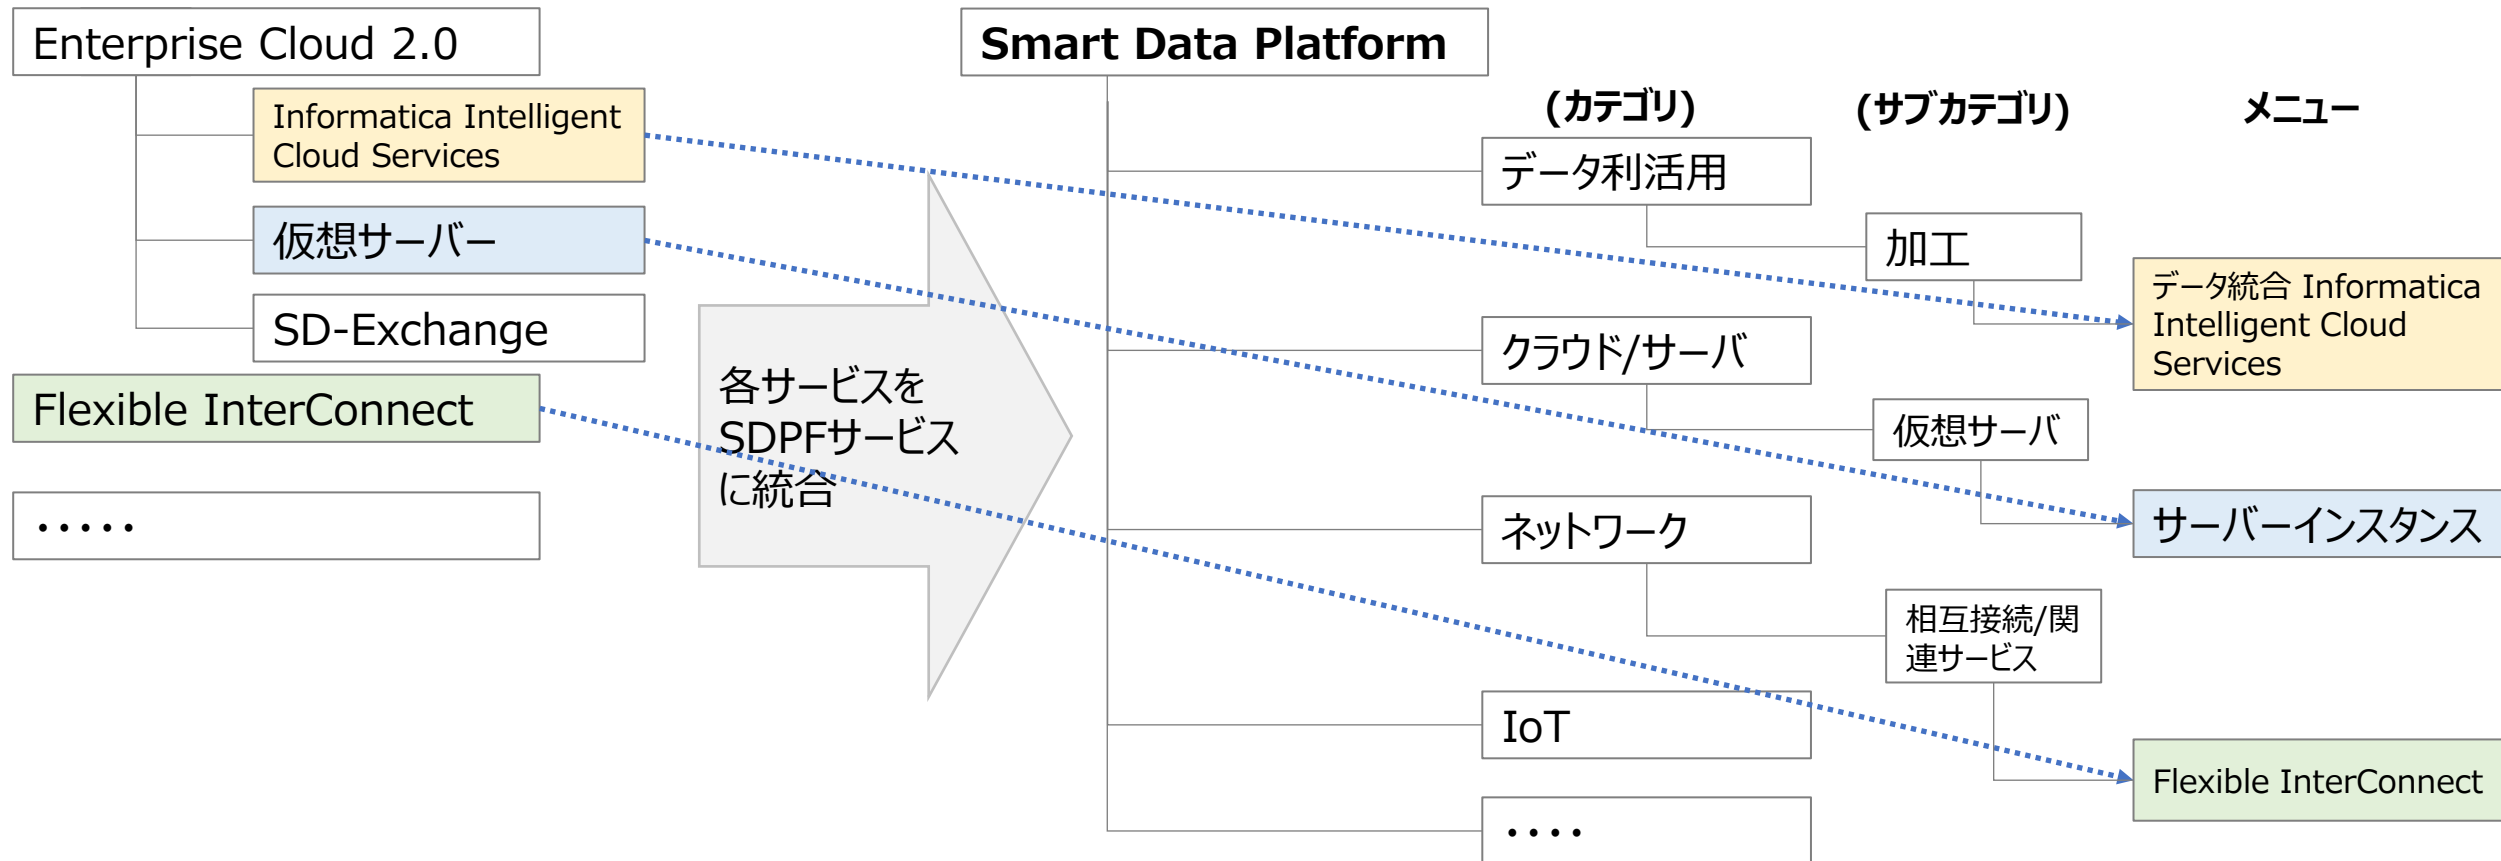 Enterprise Cloud 2.0
Informatica Intelligent
Cloud Services
仮想サーバー
SD-Exchange
Flexible InterConnect
・・・・・
各サービスを
SDPFサービス
に統合
Smart Data Platform
(カテゴリ)
(サブカテゴリ)
メニュー
データ利活用
加工
データ統合 Informatica
Intelligent Cloud
Services
クラウド/サーバ
仮想サーバ
サーバーインスタンス
ネットワーク
相互接続/関
連サービス
Flexible InterConnect
IoT
・・・・